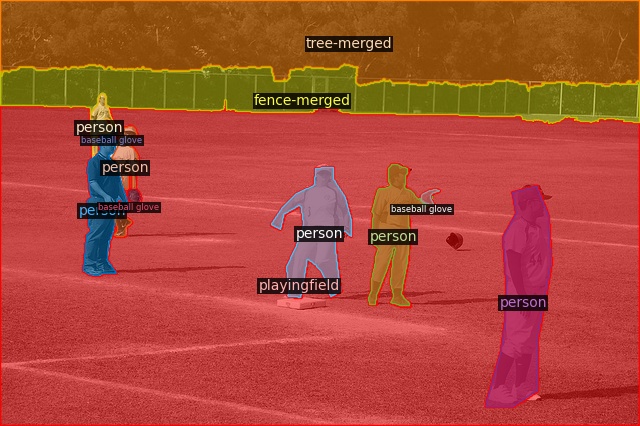 tree-merged
fence-merged
person
baseball glove
person
person
baseball glove
baseball glove
person
person
playingfield
person